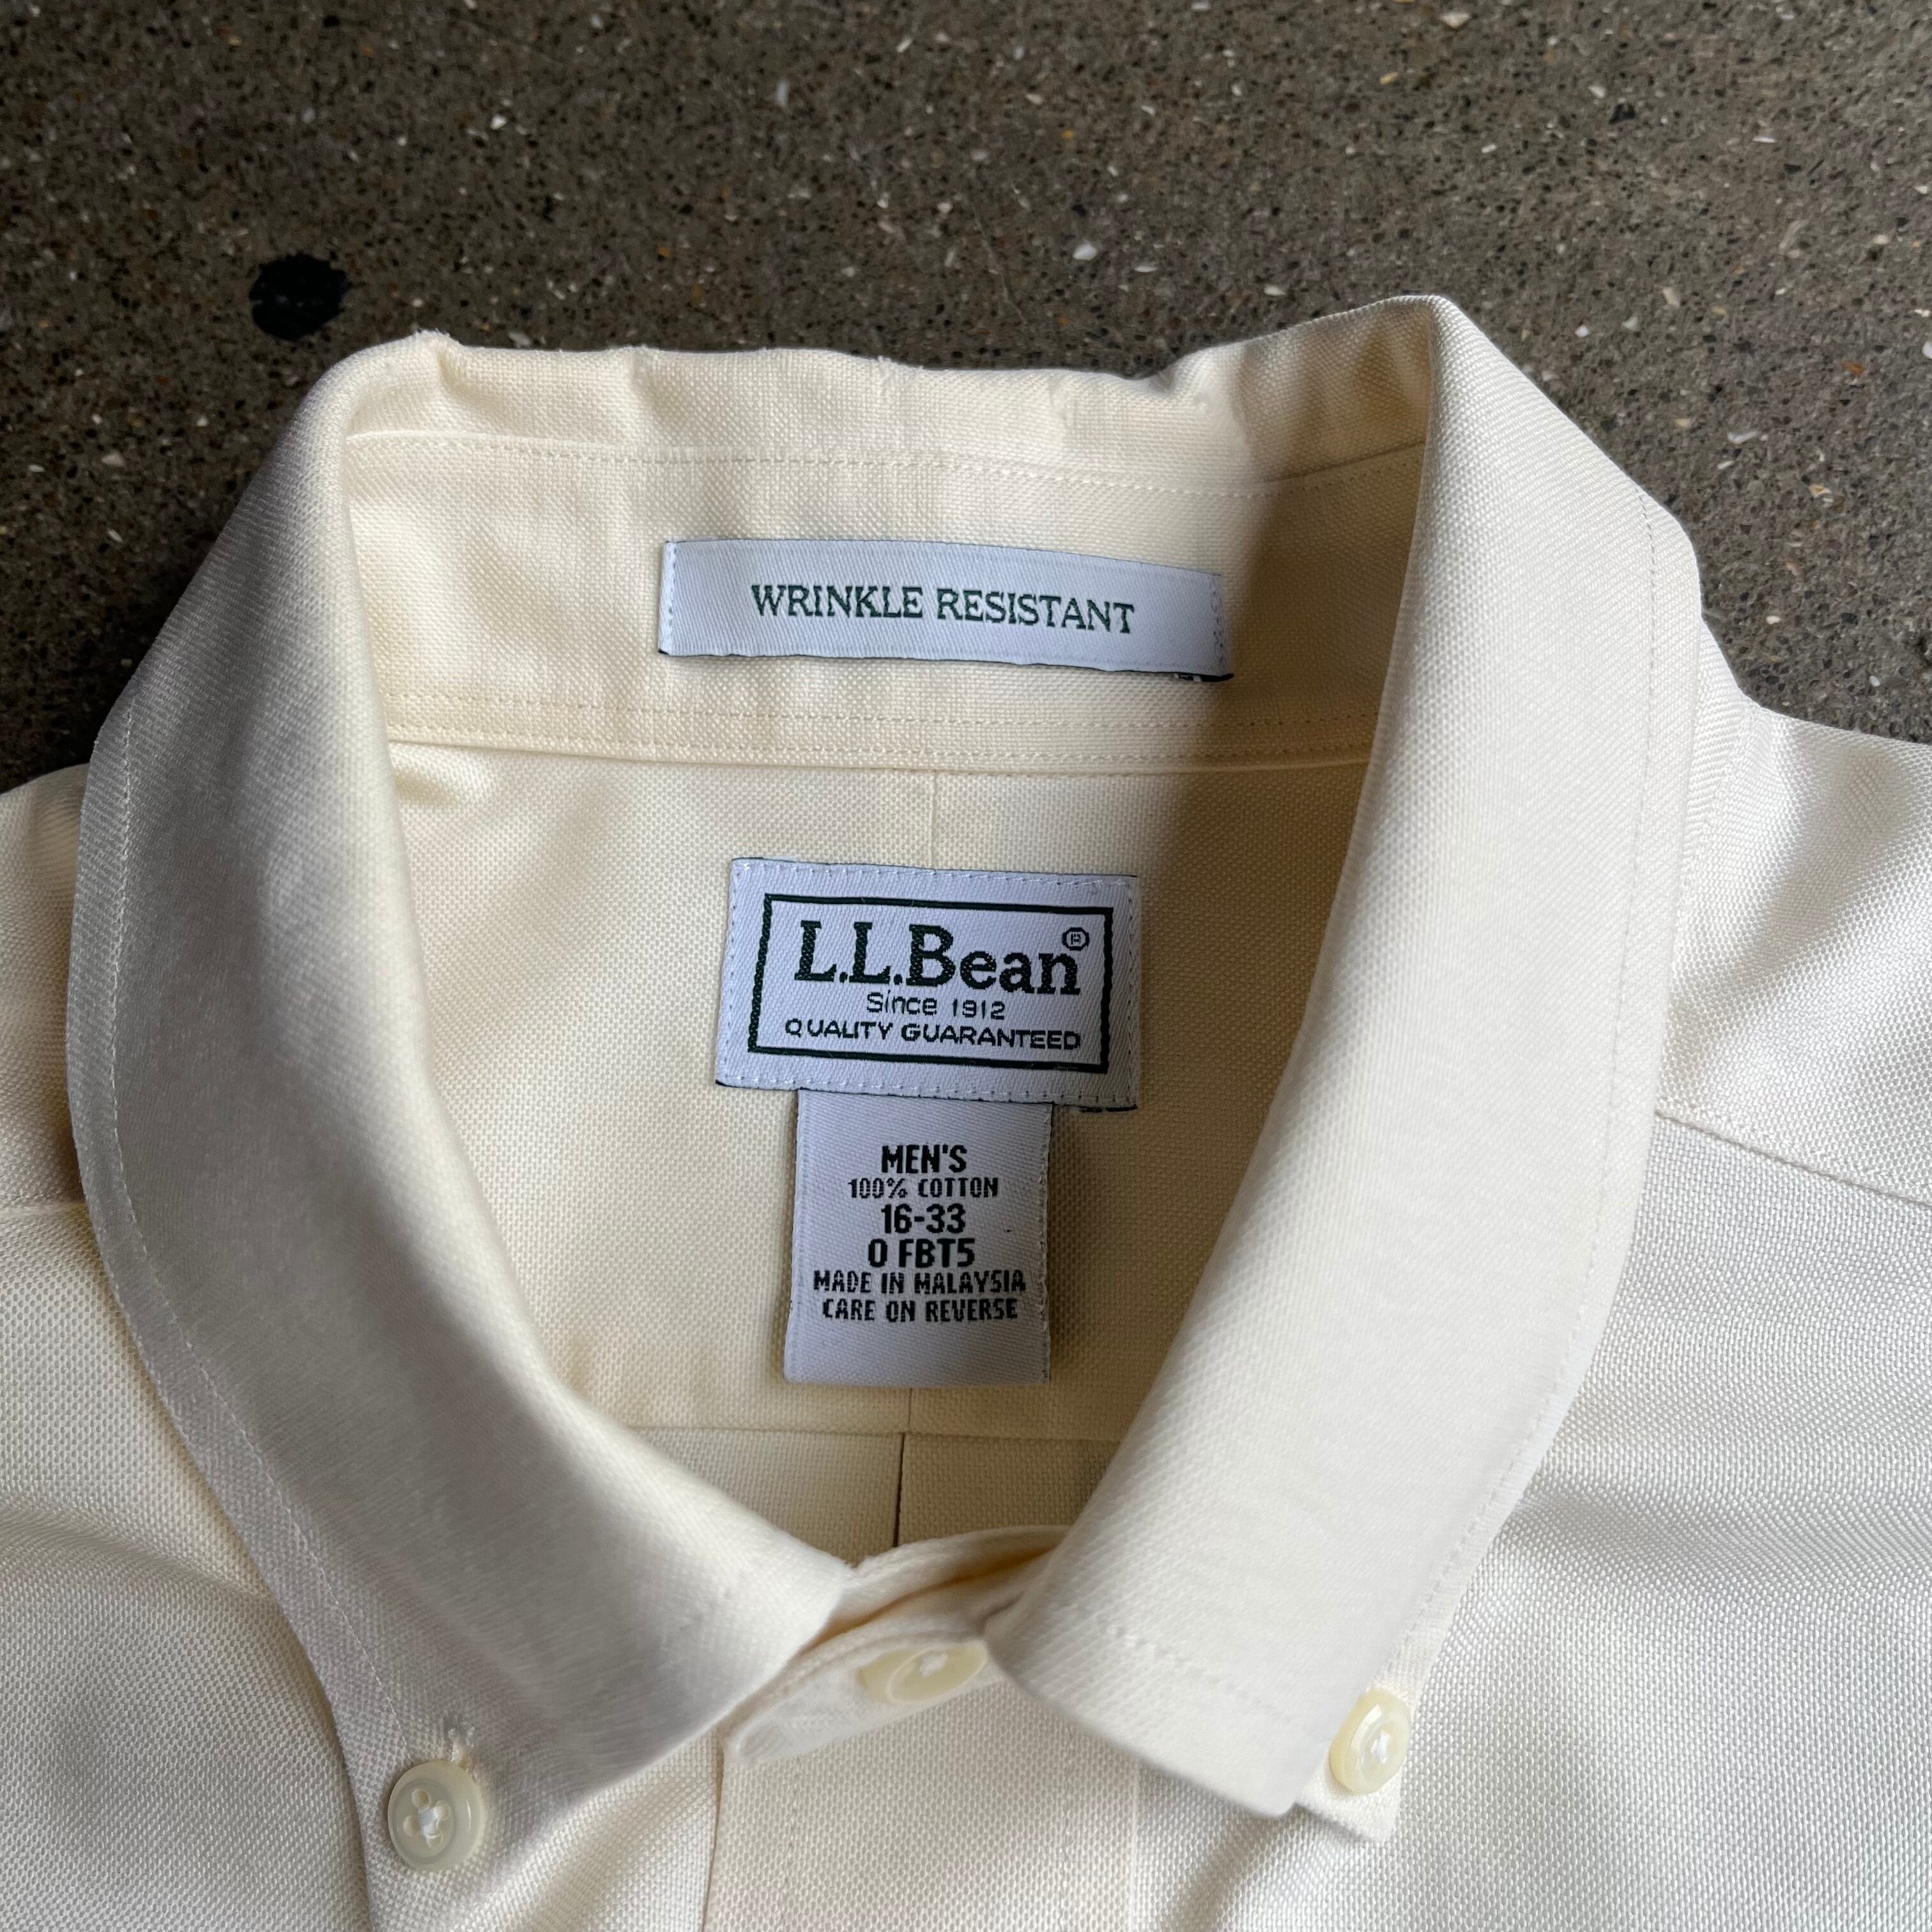 WRINKLE RESISTANT
L.L.Bean®
Since 1912
QUALITY GUARANTEED
MEN'S
100% COTTON
16-33
0 FBT5
MADE IN MALAYSIA
CARE ON REVERSE